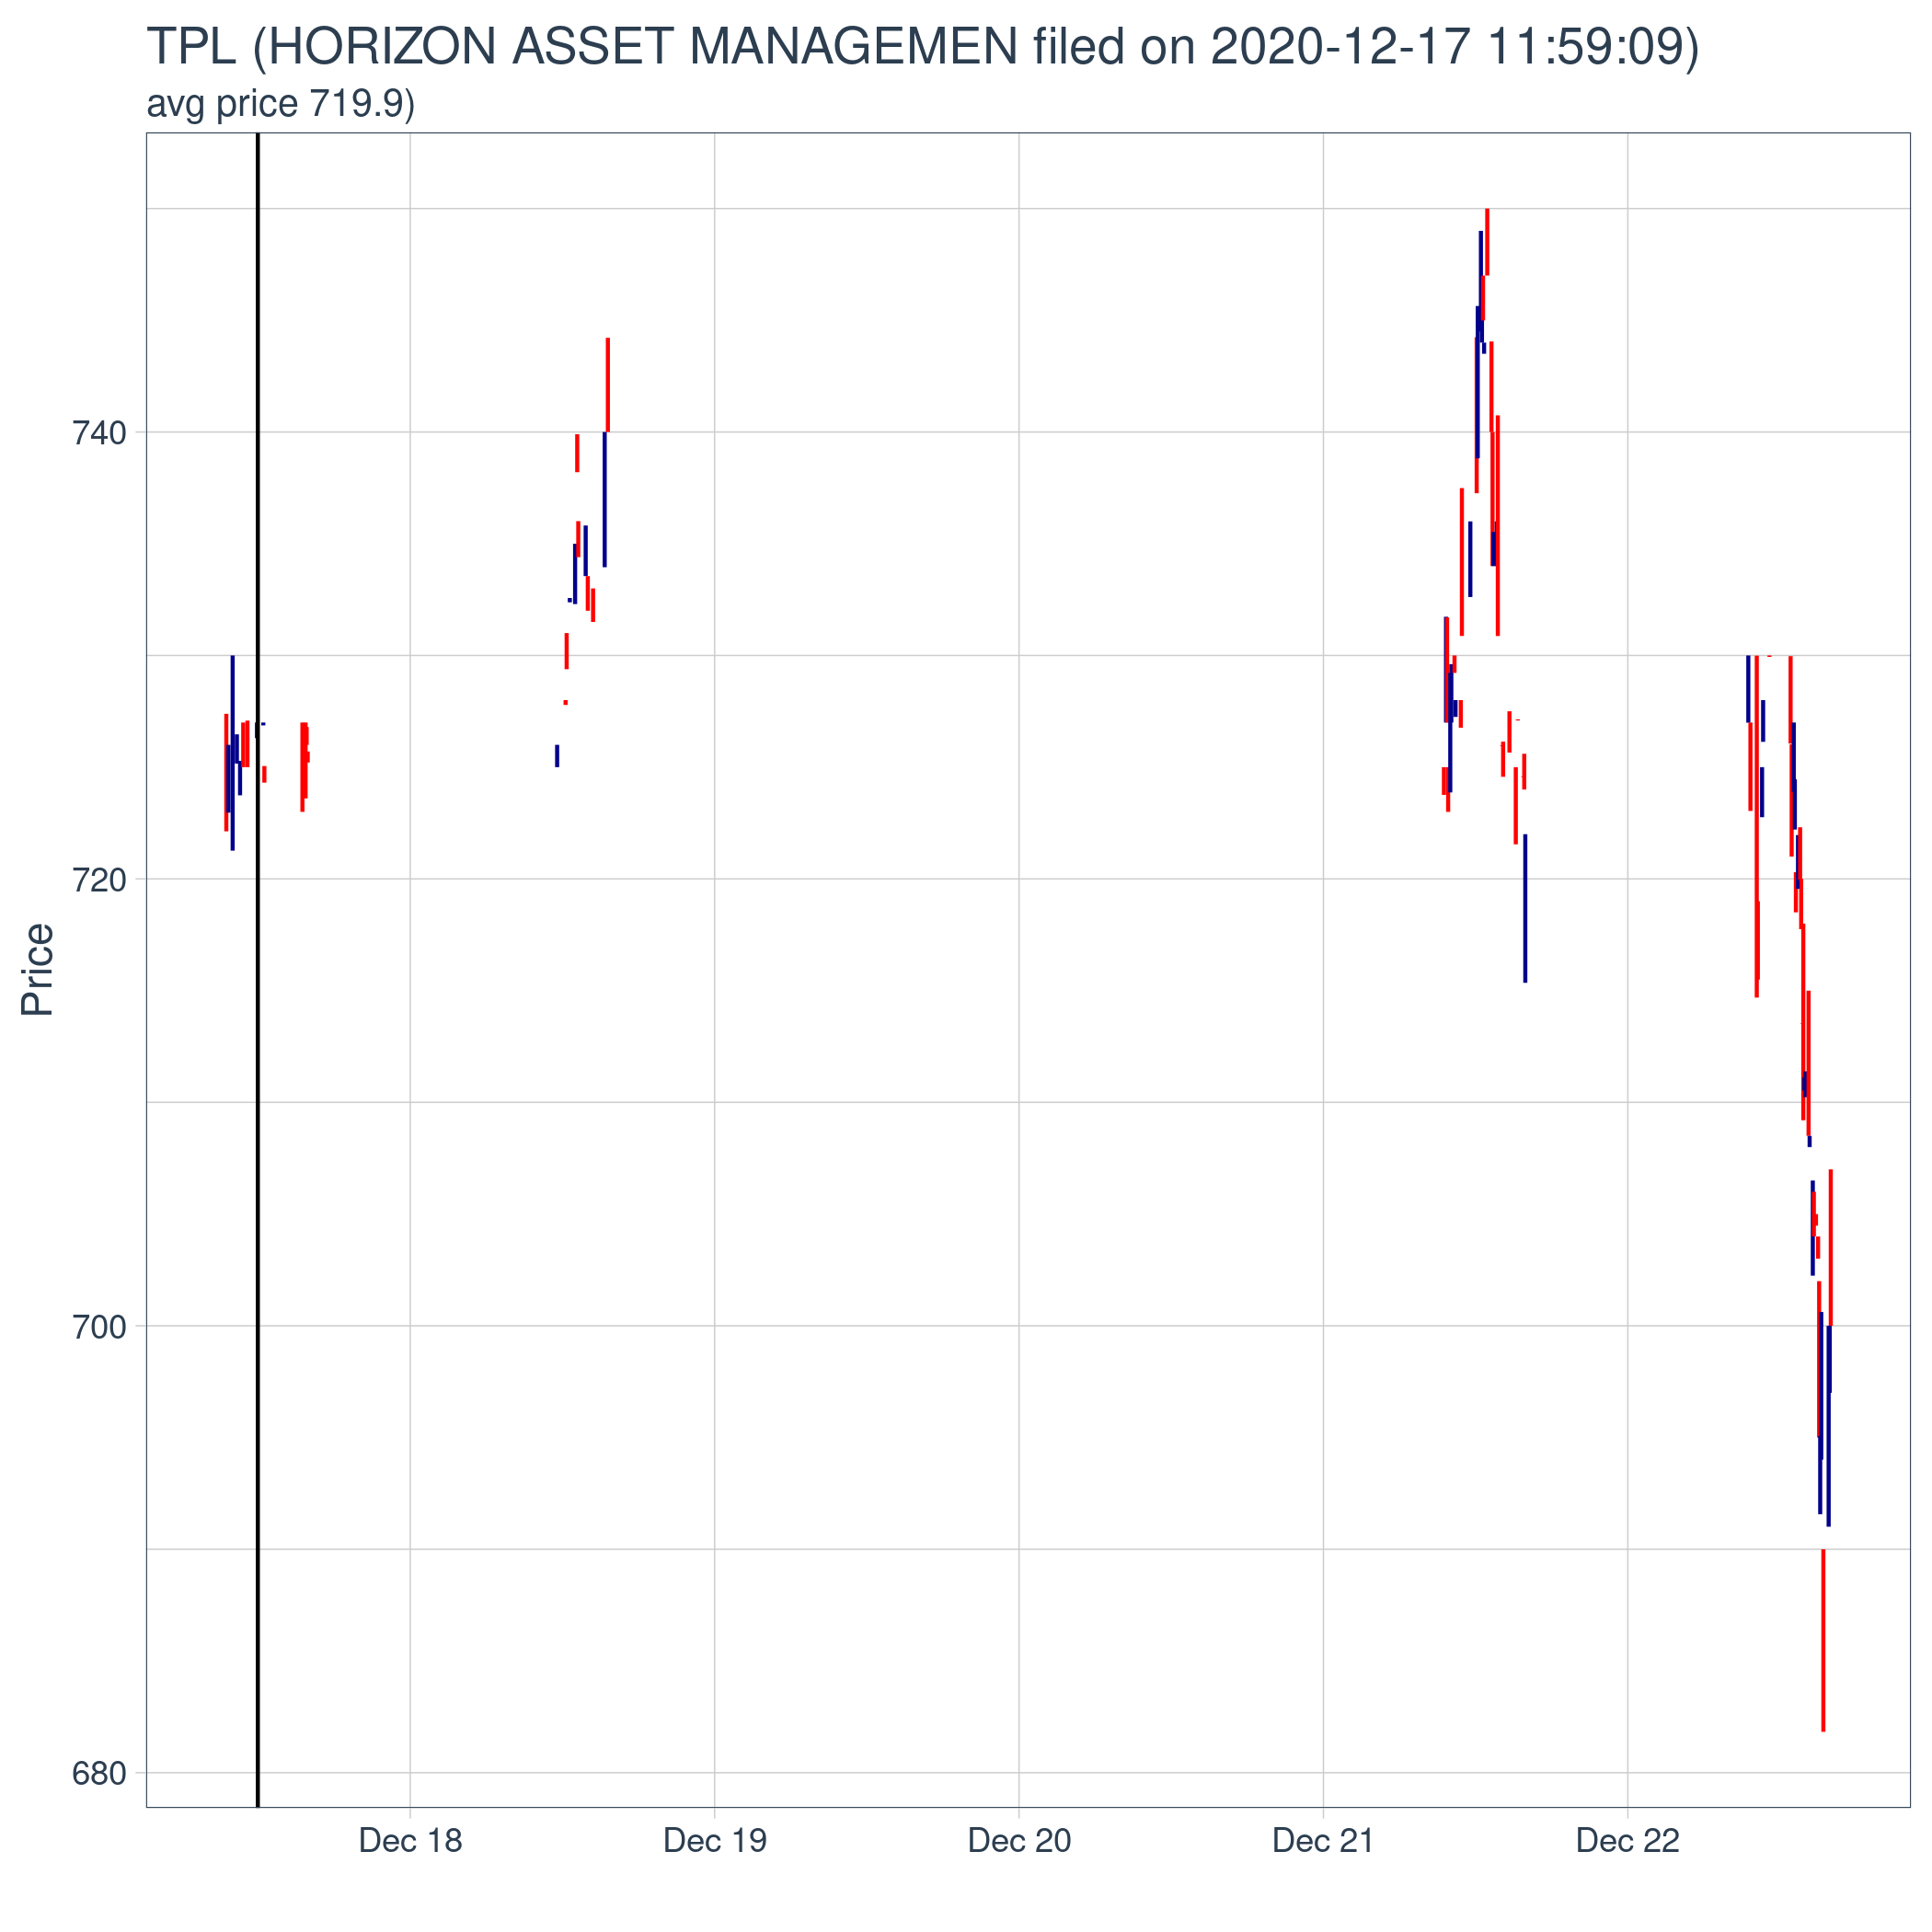 TPL (HORIZON ASSET MANAGEMEN filed on 2020-12-17 11:59:09)
avg price 719.9)
740
720
700
680
Price
Dec 18 Dec 19 Dec 20 Dec 21 Dec 22